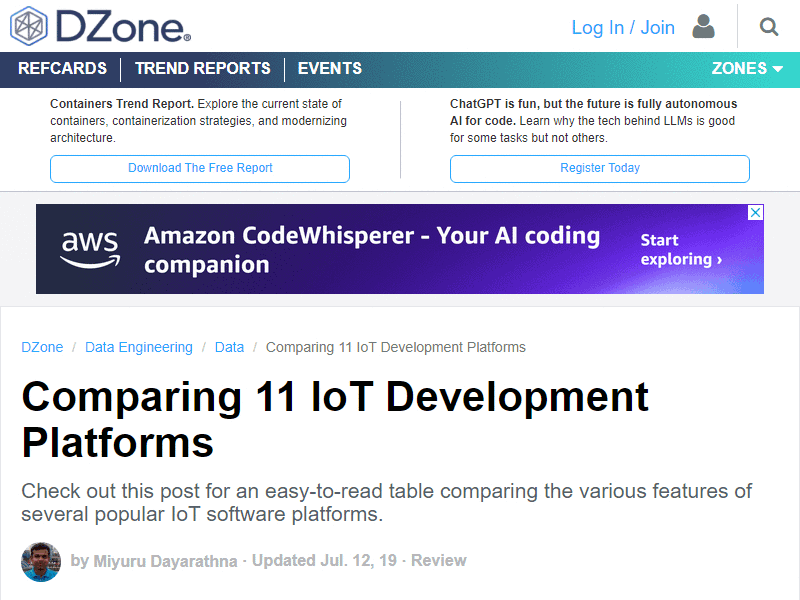 DZone.
Log In / Join
REFCARDS
TREND REPORTS
EVENTS
ZONES
Containers Trend Report. Explore the current state of
containers, containerization strategies, and modernizing
architecture.
Download The Free Report
ChatGPT is fun, but the future is fully autonomous
AI for code. Learn why the tech behind LLMs is good
for some tasks but not others.
Register Today
aws
Amazon CodeWhisperer - Your AI coding
companion
Start
exploring ›
DZone / Data Engineering / Data / Comparing 11 IoT Development Platforms
Comparing 11 IoT Development
Platforms
Check out this post for an easy-to-read table comparing the various features of
several popular IoT software platforms.
by Miyuru Dayarathna · Updated Jul. 12, 19 · Review